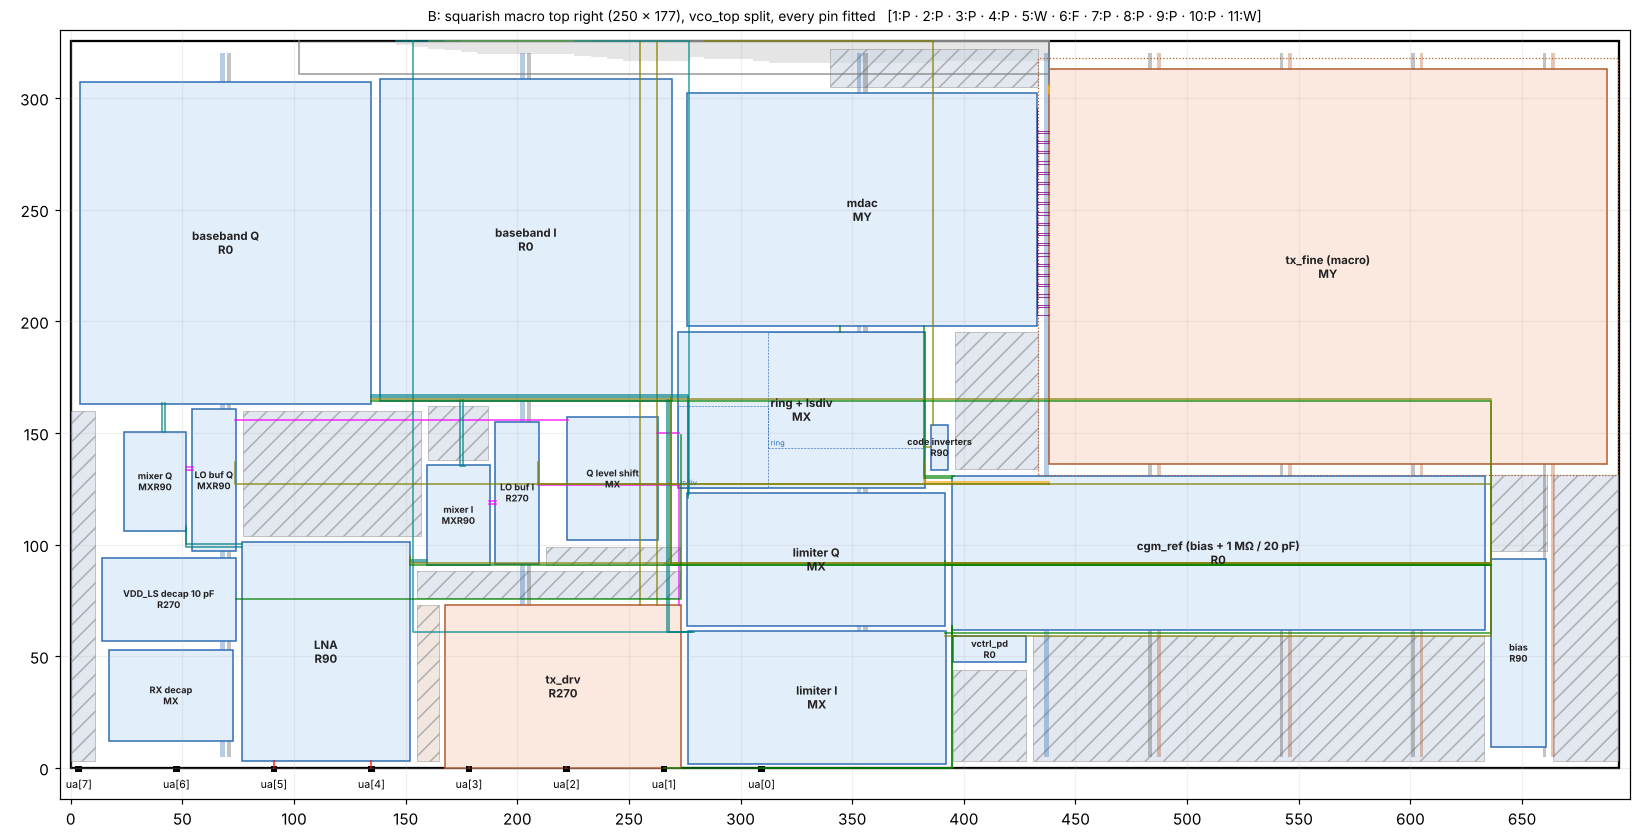 B: squarish macro top right (250 × 177), vco_top split, every pin fitted [1:P · 2:P · 3:P · 4:P · 5:W · 6:F · 7:P · 8:P · 9:P · 10:P · 11:W]
300
250
200
150
100
50
0
baseband Q
R0
baseband I
R0
mdac
MY
tx_fine (macro)
MY
ring + lsdiv
MX
ring
code inverters
R90
mixer Q
MXR90
LO buf Q
MXR90
Q level shift
MX
LO buf I
R270
mixer I
MXR90
limiter Q
MX
cgm_ref (bias + 1 MΩ / 20 pF)
R0
VDD_LS decap 10 pF
R270
LNA
R90
vctrl_pd
R0
bias
R90
RX decap
MX
tx_drv
R270
limiter I
MX
ua[7]
ua[6]
ua[5]
ua[4]
ua[3]
ua[2]
ua[1]
ua[0]
0
50
100
150
200
250
300
350
400
450
500
550
600
650